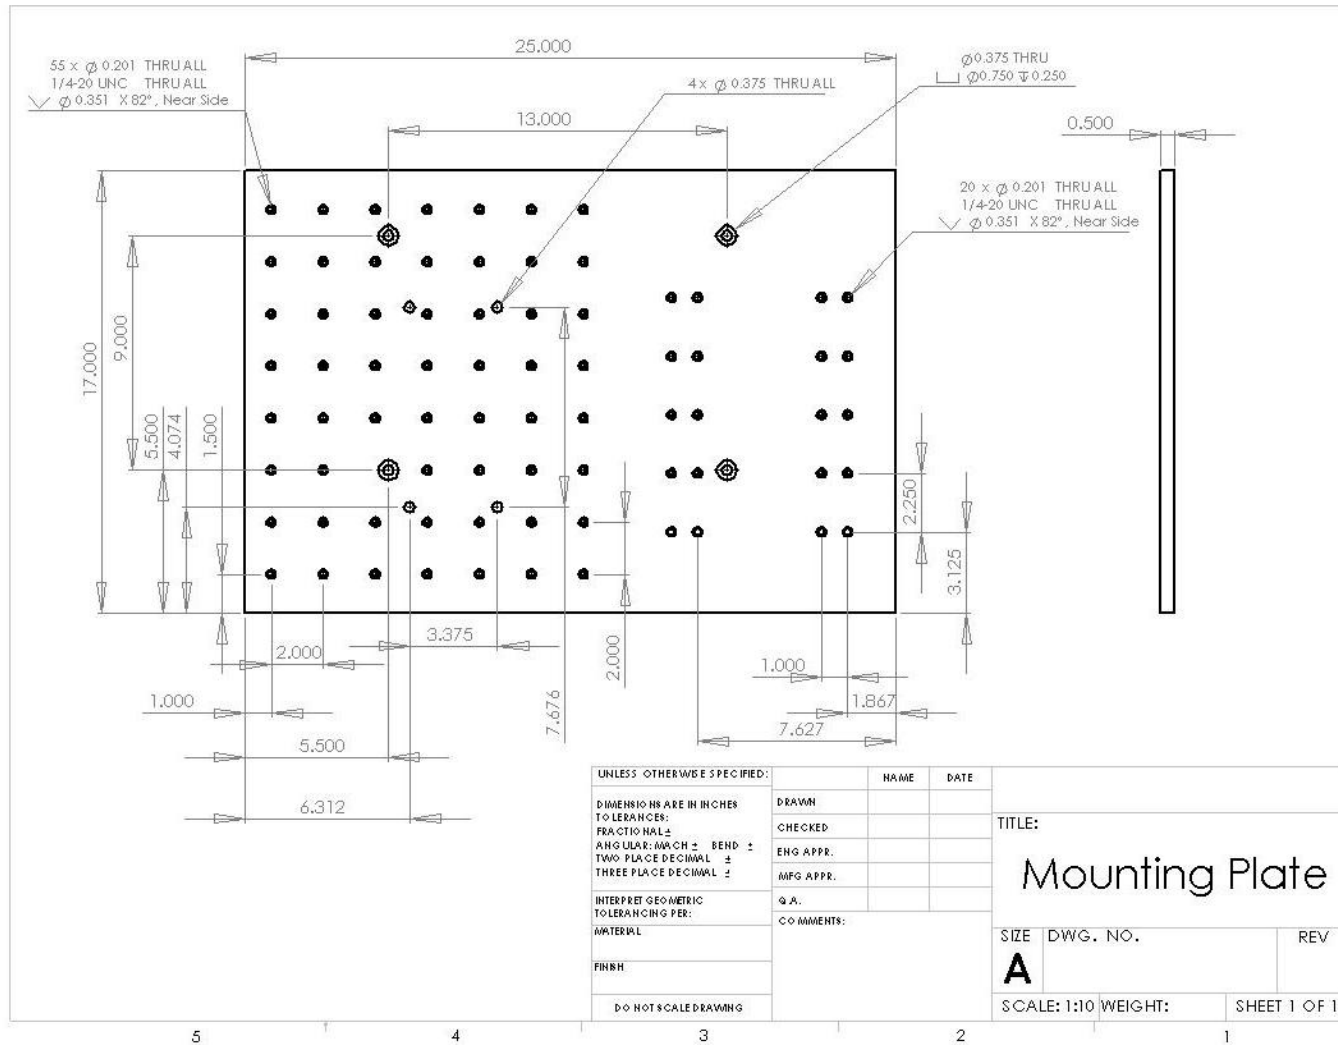 25.000
55 x ⌀ 0.201 THRU ALL
1/4-20 UNC THRU ALL
⌵ ⌀ 0.351 X 82°, Near Side
4 x ⌀ 0.375 THRU ALL
⌀0.375 THRU
⌴ ⌀0.750 ↧ 0.250
13.000
0.500
20 x ⌀ 0.201 THRU ALL
1/4-20 UNC THRU ALL
⌵ ⌀ 0.351 X 82°, Near Side
17.000
9.000
5.500
4.074
1.500
2.250
3.125
3.375
2.000
2.000
7.676
1.000
1.000
1.867
7.627
5.500
6.312
UNLESS OTHERWISE SPECIFIED:
DIMENSIONS ARE IN INCHES
TOLERANCES:
FRACTIONAL ±
ANGULAR: MACH ± BEND ±
TWO PLACE DECIMAL ±
THREE PLACE DECIMAL ±
INTERPRET GEOMETRIC
TOLERANCING PER:
MATERIAL
FINISH
DO NOT SCALE DRAWING
NAME DATE
DRAWN
CHECKED
ENG APPR.
MFG APPR.
Q.A.
COMMENTS:
TITLE:
Mounting Plate
SIZE DWG. NO. REV
A
SCALE: 1:10 WEIGHT: SHEET 1 OF 1
5 4 3 2 1